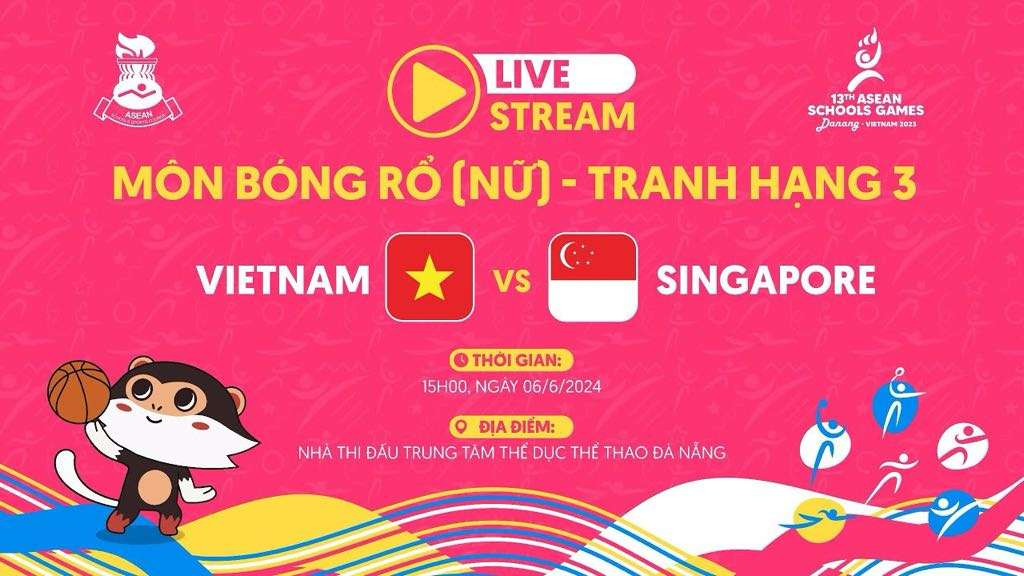 ASEAN
LIVE
STREAM
13TH ASEAN
SCHOOLS GAMES
Danang - VIETNAM 2023
MÔN BÓNG RỔ (NỮ) - TRANH HẠNG 3
VIETNAM VS SINGAPORE
THỜI GIAN:
15H00, NGÀY 06/6/2024
ĐỊA ĐIỂM:
NHÀ THI ĐẤU TRUNG TÂM THỂ DỤC THỂ THAO ĐÀ NẴNG